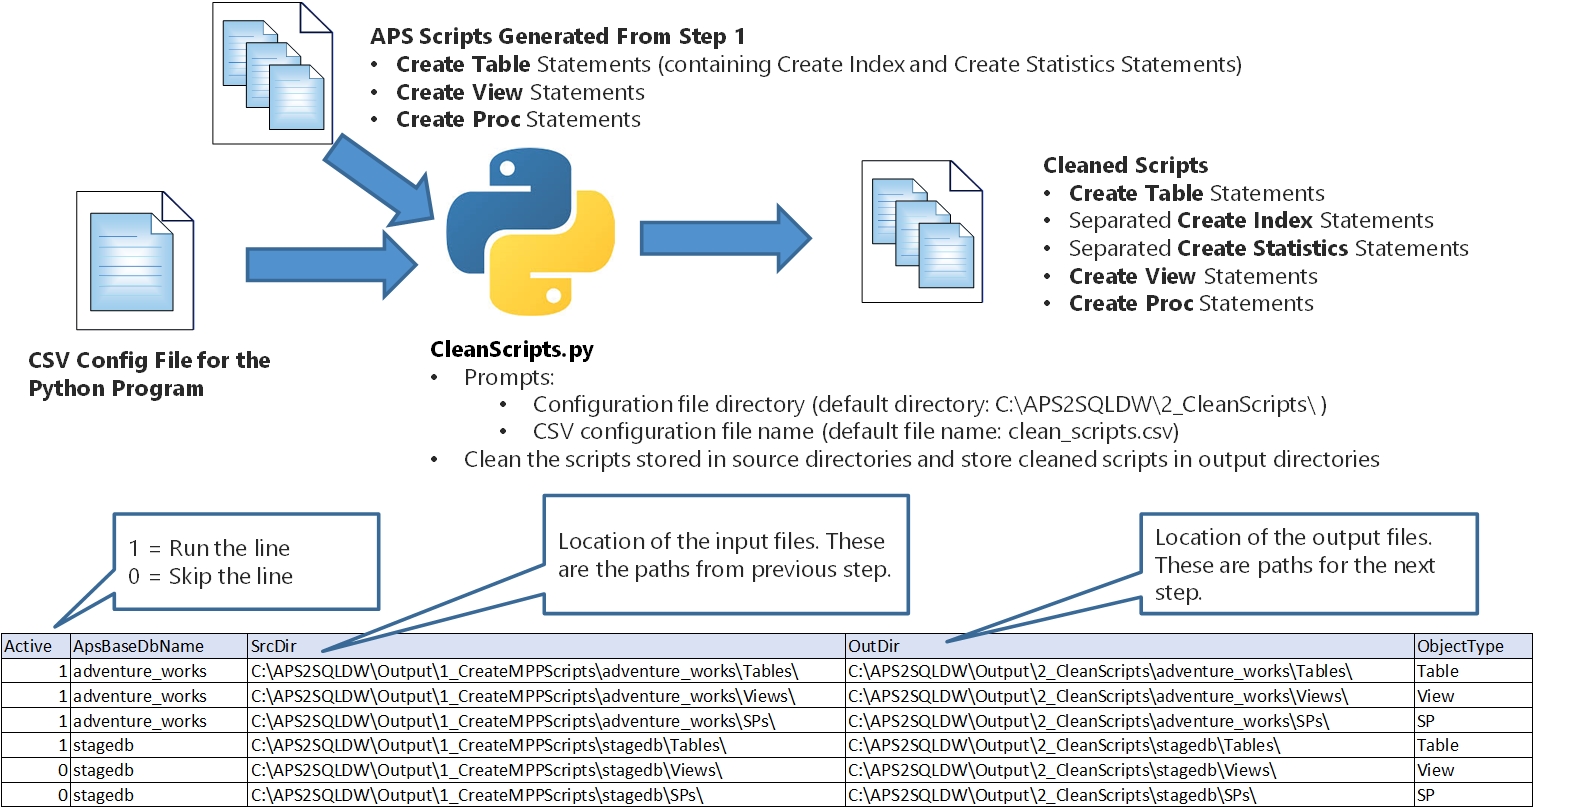 APS Scripts Generated From Step 1
• Create Table Statements (containing Create Index and Create Statistics Statements)
• Create View Statements
• Create Proc Statements
Cleaned Scripts
• Create Table Statements
• Separated Create Index Statements
• Separated Create Statistics Statements
• Create View Statements
• Create Proc Statements
CSV Config File for the
Python Program
CleanScripts.py
• Prompts:
• Configuration file directory (default directory: C:\APS2SQLDW\2_CleanScripts\ )
• CSV configuration file name (default file name: clean_scripts.csv)
• Clean the scripts stored in source directories and store cleaned scripts in output directories
1 = Run the line
0 = Skip the line
Location of the input files. These
are the paths from previous step.
Location of the output files.
These are paths for the next
step.
Active ApsBaseDbName SrcDir OutDir ObjectType
1 adventure_works C:\APS2SQLDW\Output\1_CreateMPPScripts\adventure_works\Tables\ C:\APS2SQLDW\Output\2_CleanScripts\adventure_works\Tables\ Table
1 adventure_works C:\APS2SQLDW\Output\1_CreateMPPScripts\adventure_works\Views\ C:\APS2SQLDW\Output\2_CleanScripts\adventure_works\Views\ View
1 adventure_works C:\APS2SQLDW\Output\1_CreateMPPScripts\adventure_works\SPs\ C:\APS2SQLDW\Output\2_CleanScripts\adventure_works\SPs\ SP
1 stagedb C:\APS2SQLDW\Output\1_CreateMPPScripts\stagedb\Tables\ C:\APS2SQLDW\Output\2_CleanScripts\stagedb\Tables\ Table
0 stagedb C:\APS2SQLDW\Output\1_CreateMPPScripts\stagedb\Views\ C:\APS2SQLDW\Output\2_CleanScripts\stagedb\Views\ View
0 stagedb C:\APS2SQLDW\Output\1_CreateMPPScripts\stagedb\SPs\ C:\APS2SQLDW\Output\2_CleanScripts\stagedb\SPs\ SP